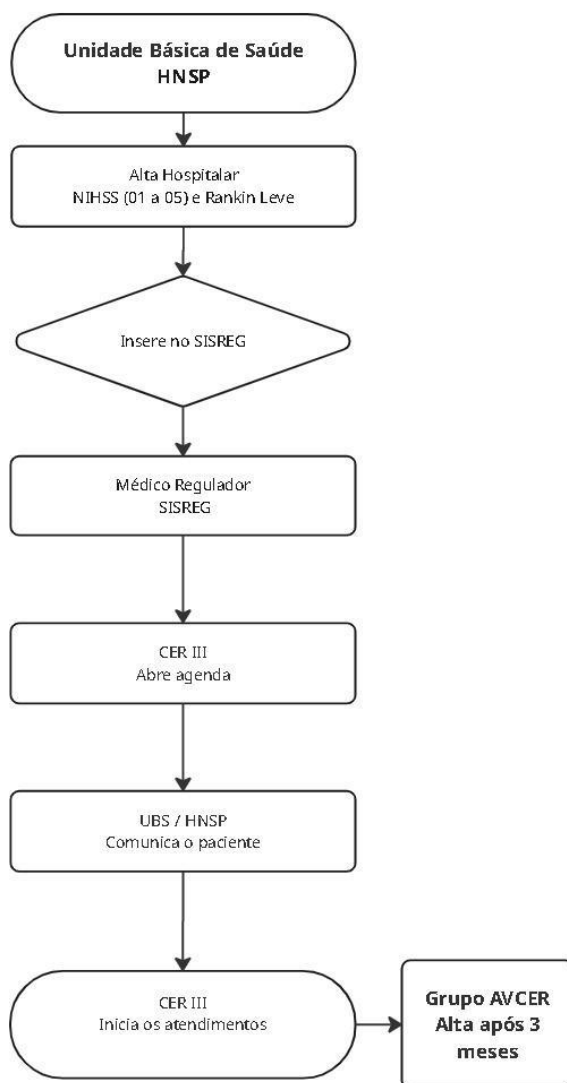 Unidade Básica de Saúde
HNSP
Alta Hospitalar
NIHSS (01 a 05) e Rankin Leve
Insere no SISREG
Médico Regulador
SISREG
CER III
Abre agenda
UBS / HNSP
Comunica o paciente
CER III
Inicia os atendimentos
Grupo AVCER
Alta após 3
meses